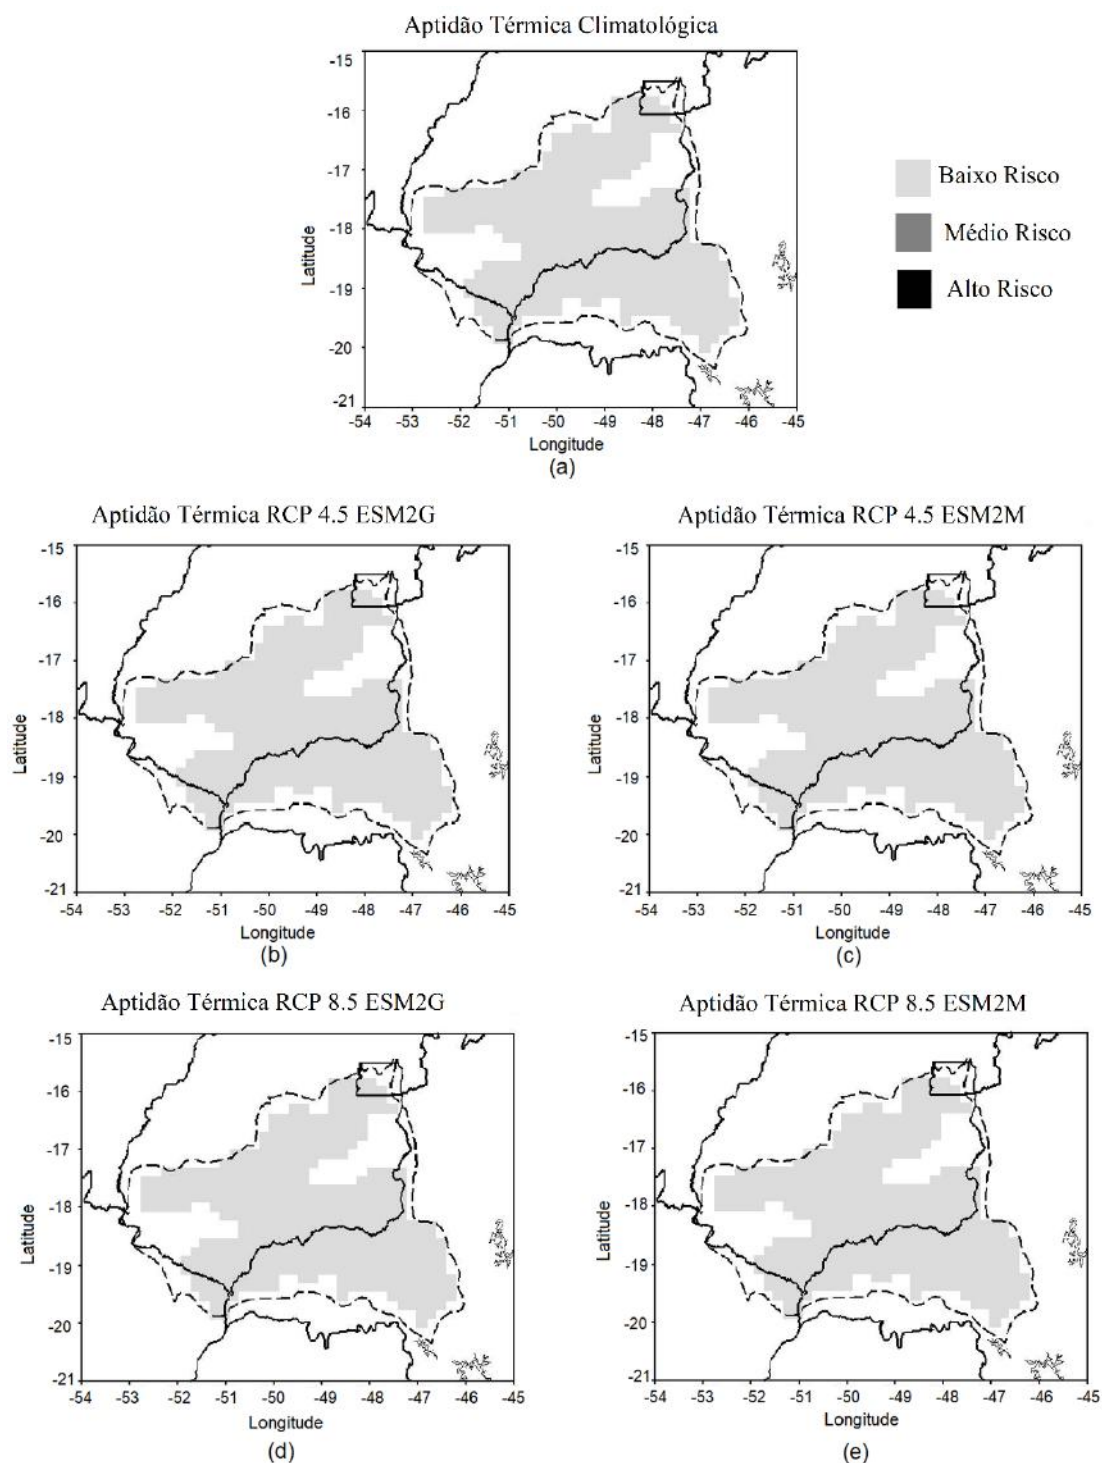 Aptidão Térmica Climatológica
-15
-16
-17
-18
-19
-20
-21
Latitude
-54 -53 -52 -51 -50 -49 -48 -47 -46 -45
Longitude
(a)
Baixo Risco
Médio Risco
Alto Risco
Aptidão Térmica RCP 4.5 ESM2G
-15
-16
-17
-18
-19
-20
-21
Latitude
-54 -53 -52 -51 -50 -49 -48 -47 -46 -45
Longitude
(b)
Aptidão Térmica RCP 4.5 ESM2M
-15
-16
-17
-18
-19
-20
-21
Latitude
-54 -53 -52 -51 -50 -49 -48 -47 -46 -45
Longitude
(c)
Aptidão Térmica RCP 8.5 ESM2G
-15
-16
-17
-18
-19
-20
-21
Latitude
-54 -53 -52 -51 -50 -49 -48 -47 -46 -45
Longitude
(d)
Aptidão Térmica RCP 8.5 ESM2M
-15
-16
-17
-18
-19
-20
-21
Latitude
-54 -53 -52 -51 -50 -49 -48 -47 -46 -45
Longitude
(e)